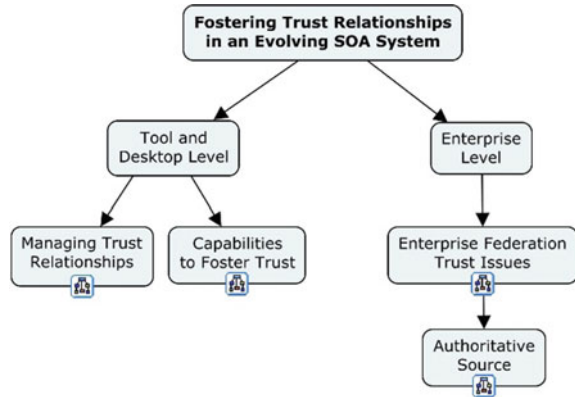 Fostering Trust Relationships
in an Evolving SOA System
Tool and
Desktop Level
Enterprise
Level
Managing Trust
Relationships
Capabilities
to Foster Trust
Enterprise Federation
Trust Issues
Authoritative
Source